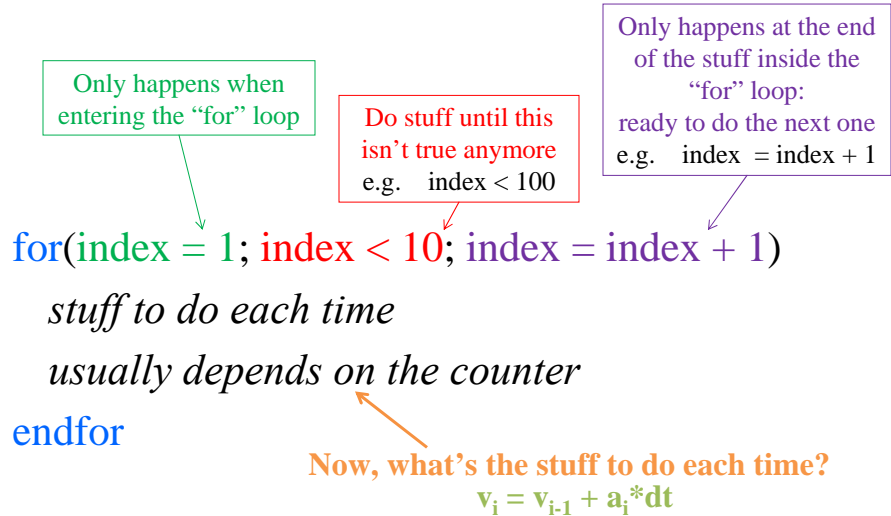 Only happens when
entering the “for” loop
Do stuff until this
isn’t true anymore
e.g. index < 100
Only happens at the end
of the stuff inside the
“for” loop:
ready to do the next one
e.g. index = index + 1
for(index = 1; index < 10; index = index + 1)
stuff to do each time
usually depends on the counter
endfor
Now, what’s the stuff to do each time?
vᵢ = vᵢ₋₁ + aᵢ*dt